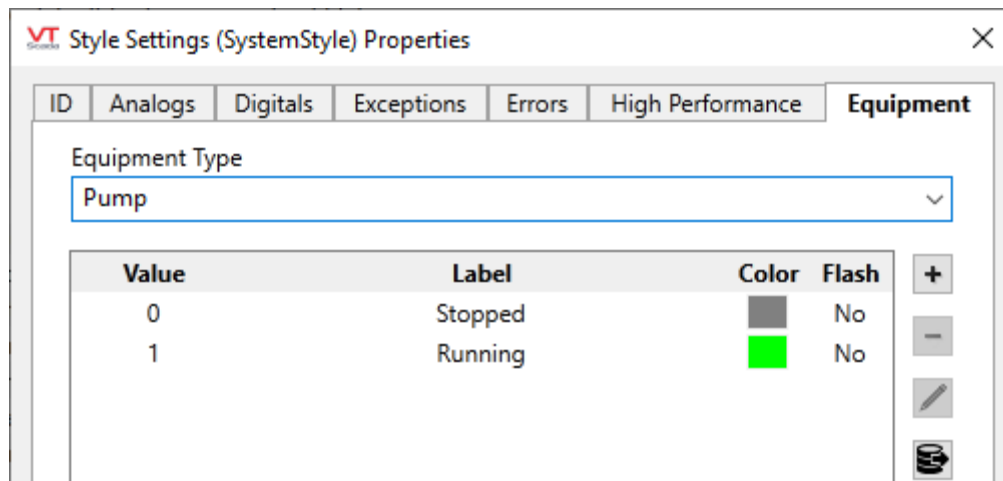 VT Scada Style Settings (SystemStyle) Properties
ID Analogs Digitals Exceptions Errors High Performance Equipment
Equipment Type
Pump
Value Label Color Flash
0 Stopped No
1 Running No